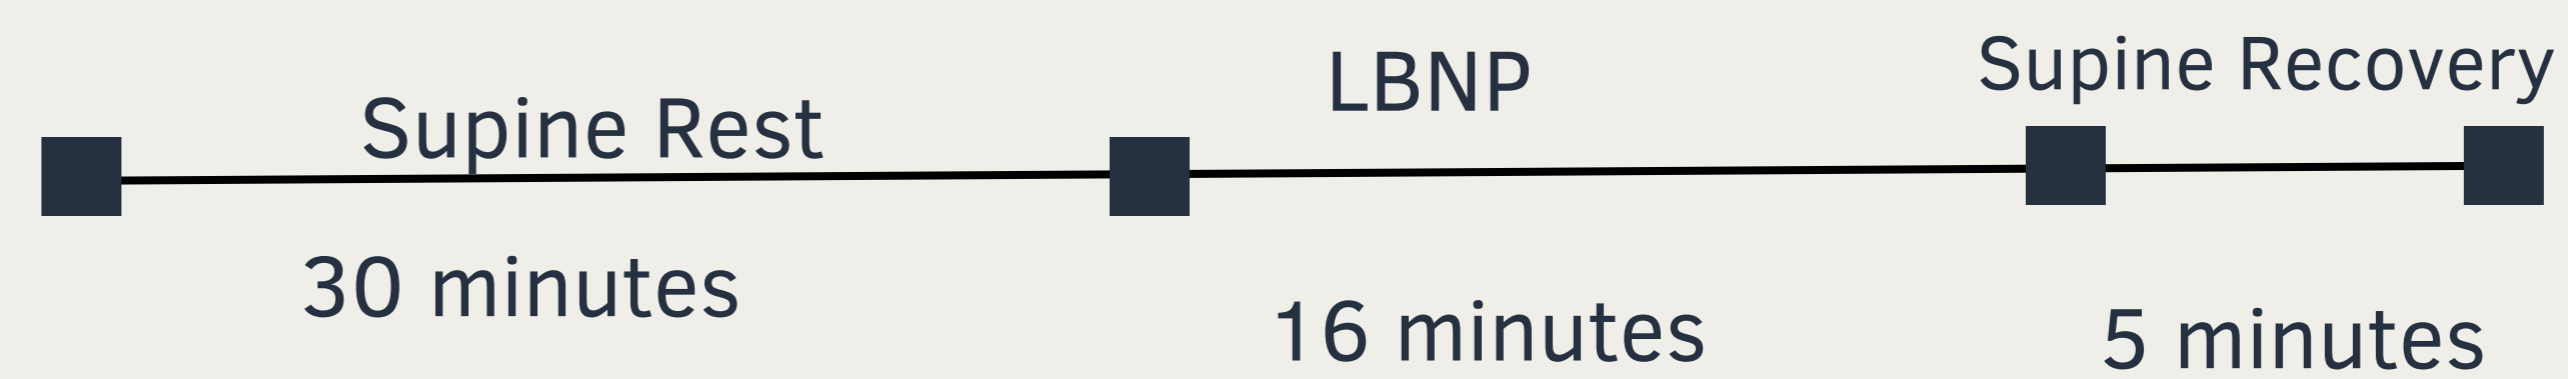 Supine Rest
LBNP
Supine Recovery
30 minutes
16 minutes
5 minutes